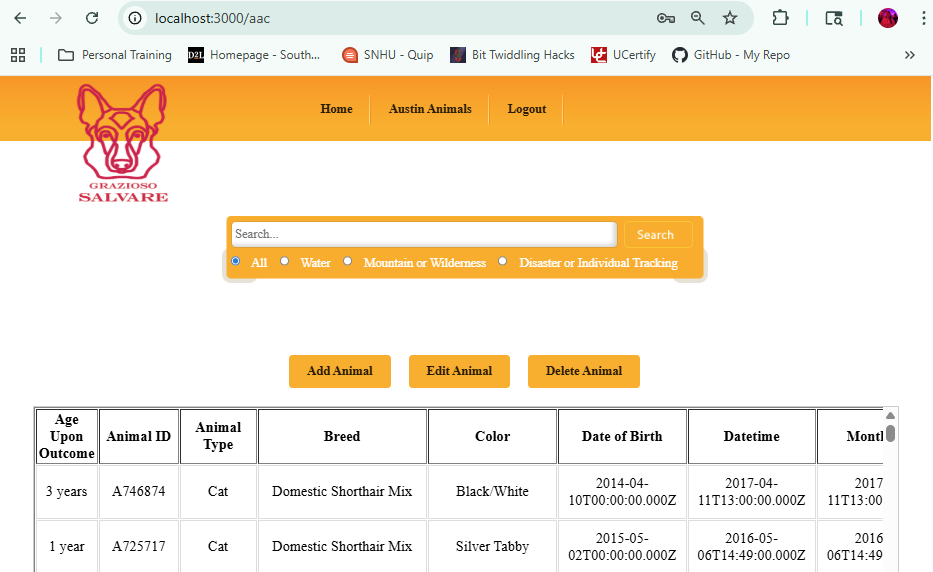 localhost:3000/aac
Personal Training
D2L Homepage - South...
SNHU - Quip
Bit Twiddling Hacks
UCertify
GitHub - My Repo
Home
Austin Animals
Logout
GRAZIOSO
SALVARE
Search...
Search
All
Water
Mountain or Wilderness
Disaster or Individual Tracking
Add Animal
Edit Animal
Delete Animal
Age
Upon
Outcome
Animal ID
Animal
Type
Breed
Color
Date of Birth
Datetime
Month
3 years
A746874
Cat
Domestic Shorthair Mix
Black/White
2014-04-
10T00:00:00.000Z
2017-04-
11T13:00:00.000Z
2017
11T13:00
1 year
A725717
Cat
Domestic Shorthair Mix
Silver Tabby
2015-05-
02T00:00:00.000Z
2016-05-
06T14:49:00.000Z
2016
06T14:49